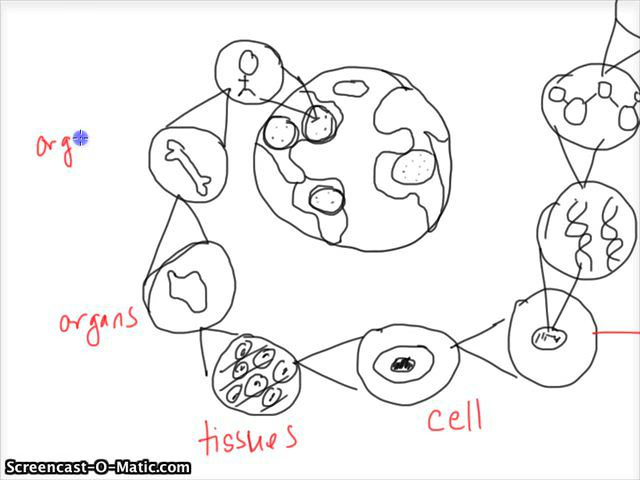 org
organs
tissues
cell
Screencast-O-Matic.com